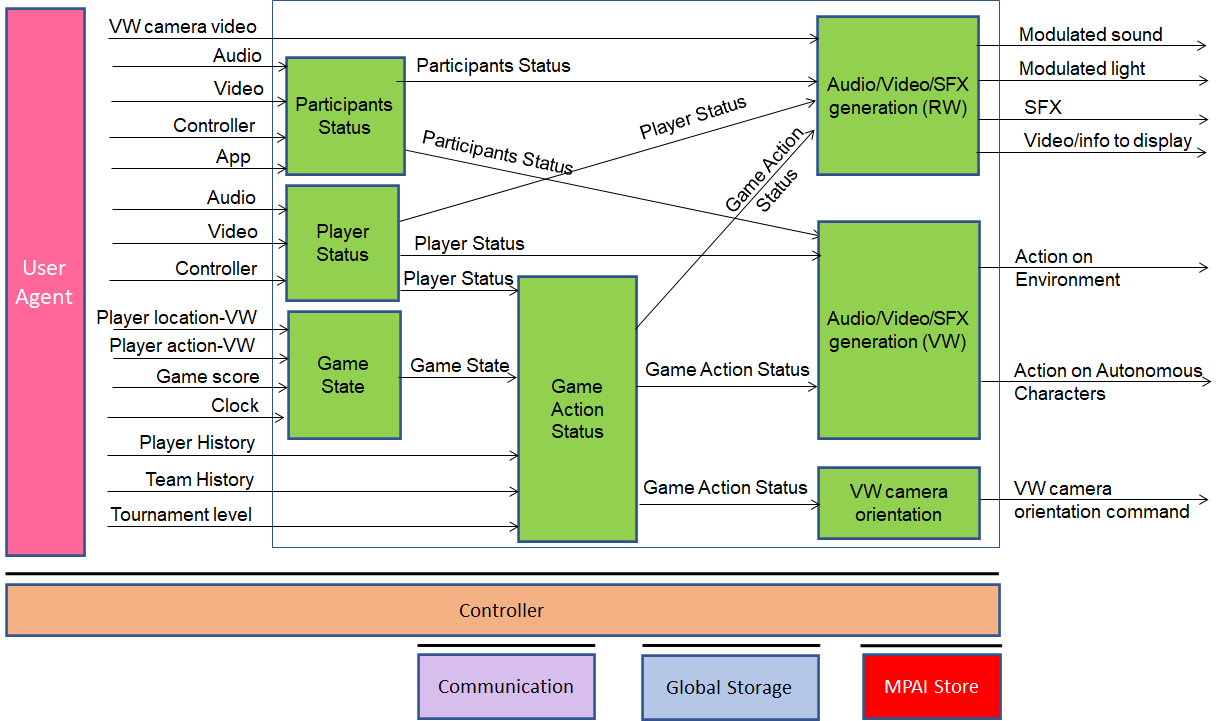 VW camera video
Audio
Video
Controller
App
Audio
Video
Controller
Player location-VW
Player action-VW
Game score
Clock
Player History
Team History
Tournament level
User
Agent
Participants
Status
Player
Status
Game
State
Participants Status
Participants Status
Player Status
Player Status
Player Status
Game State
Game
Action
Status
Game Action
Status
Game Action Status
Game Action Status
Audio/Video/SFX
generation (RW)
Audio/Video/SFX
generation (VW)
VW camera
orientation
Modulated sound
Modulated light
SFX
Video/info to display
Action on
Environment
Action on Autonomous
Characters
VW camera
orientation command
Controller
Communication
Global Storage
MPAI Store